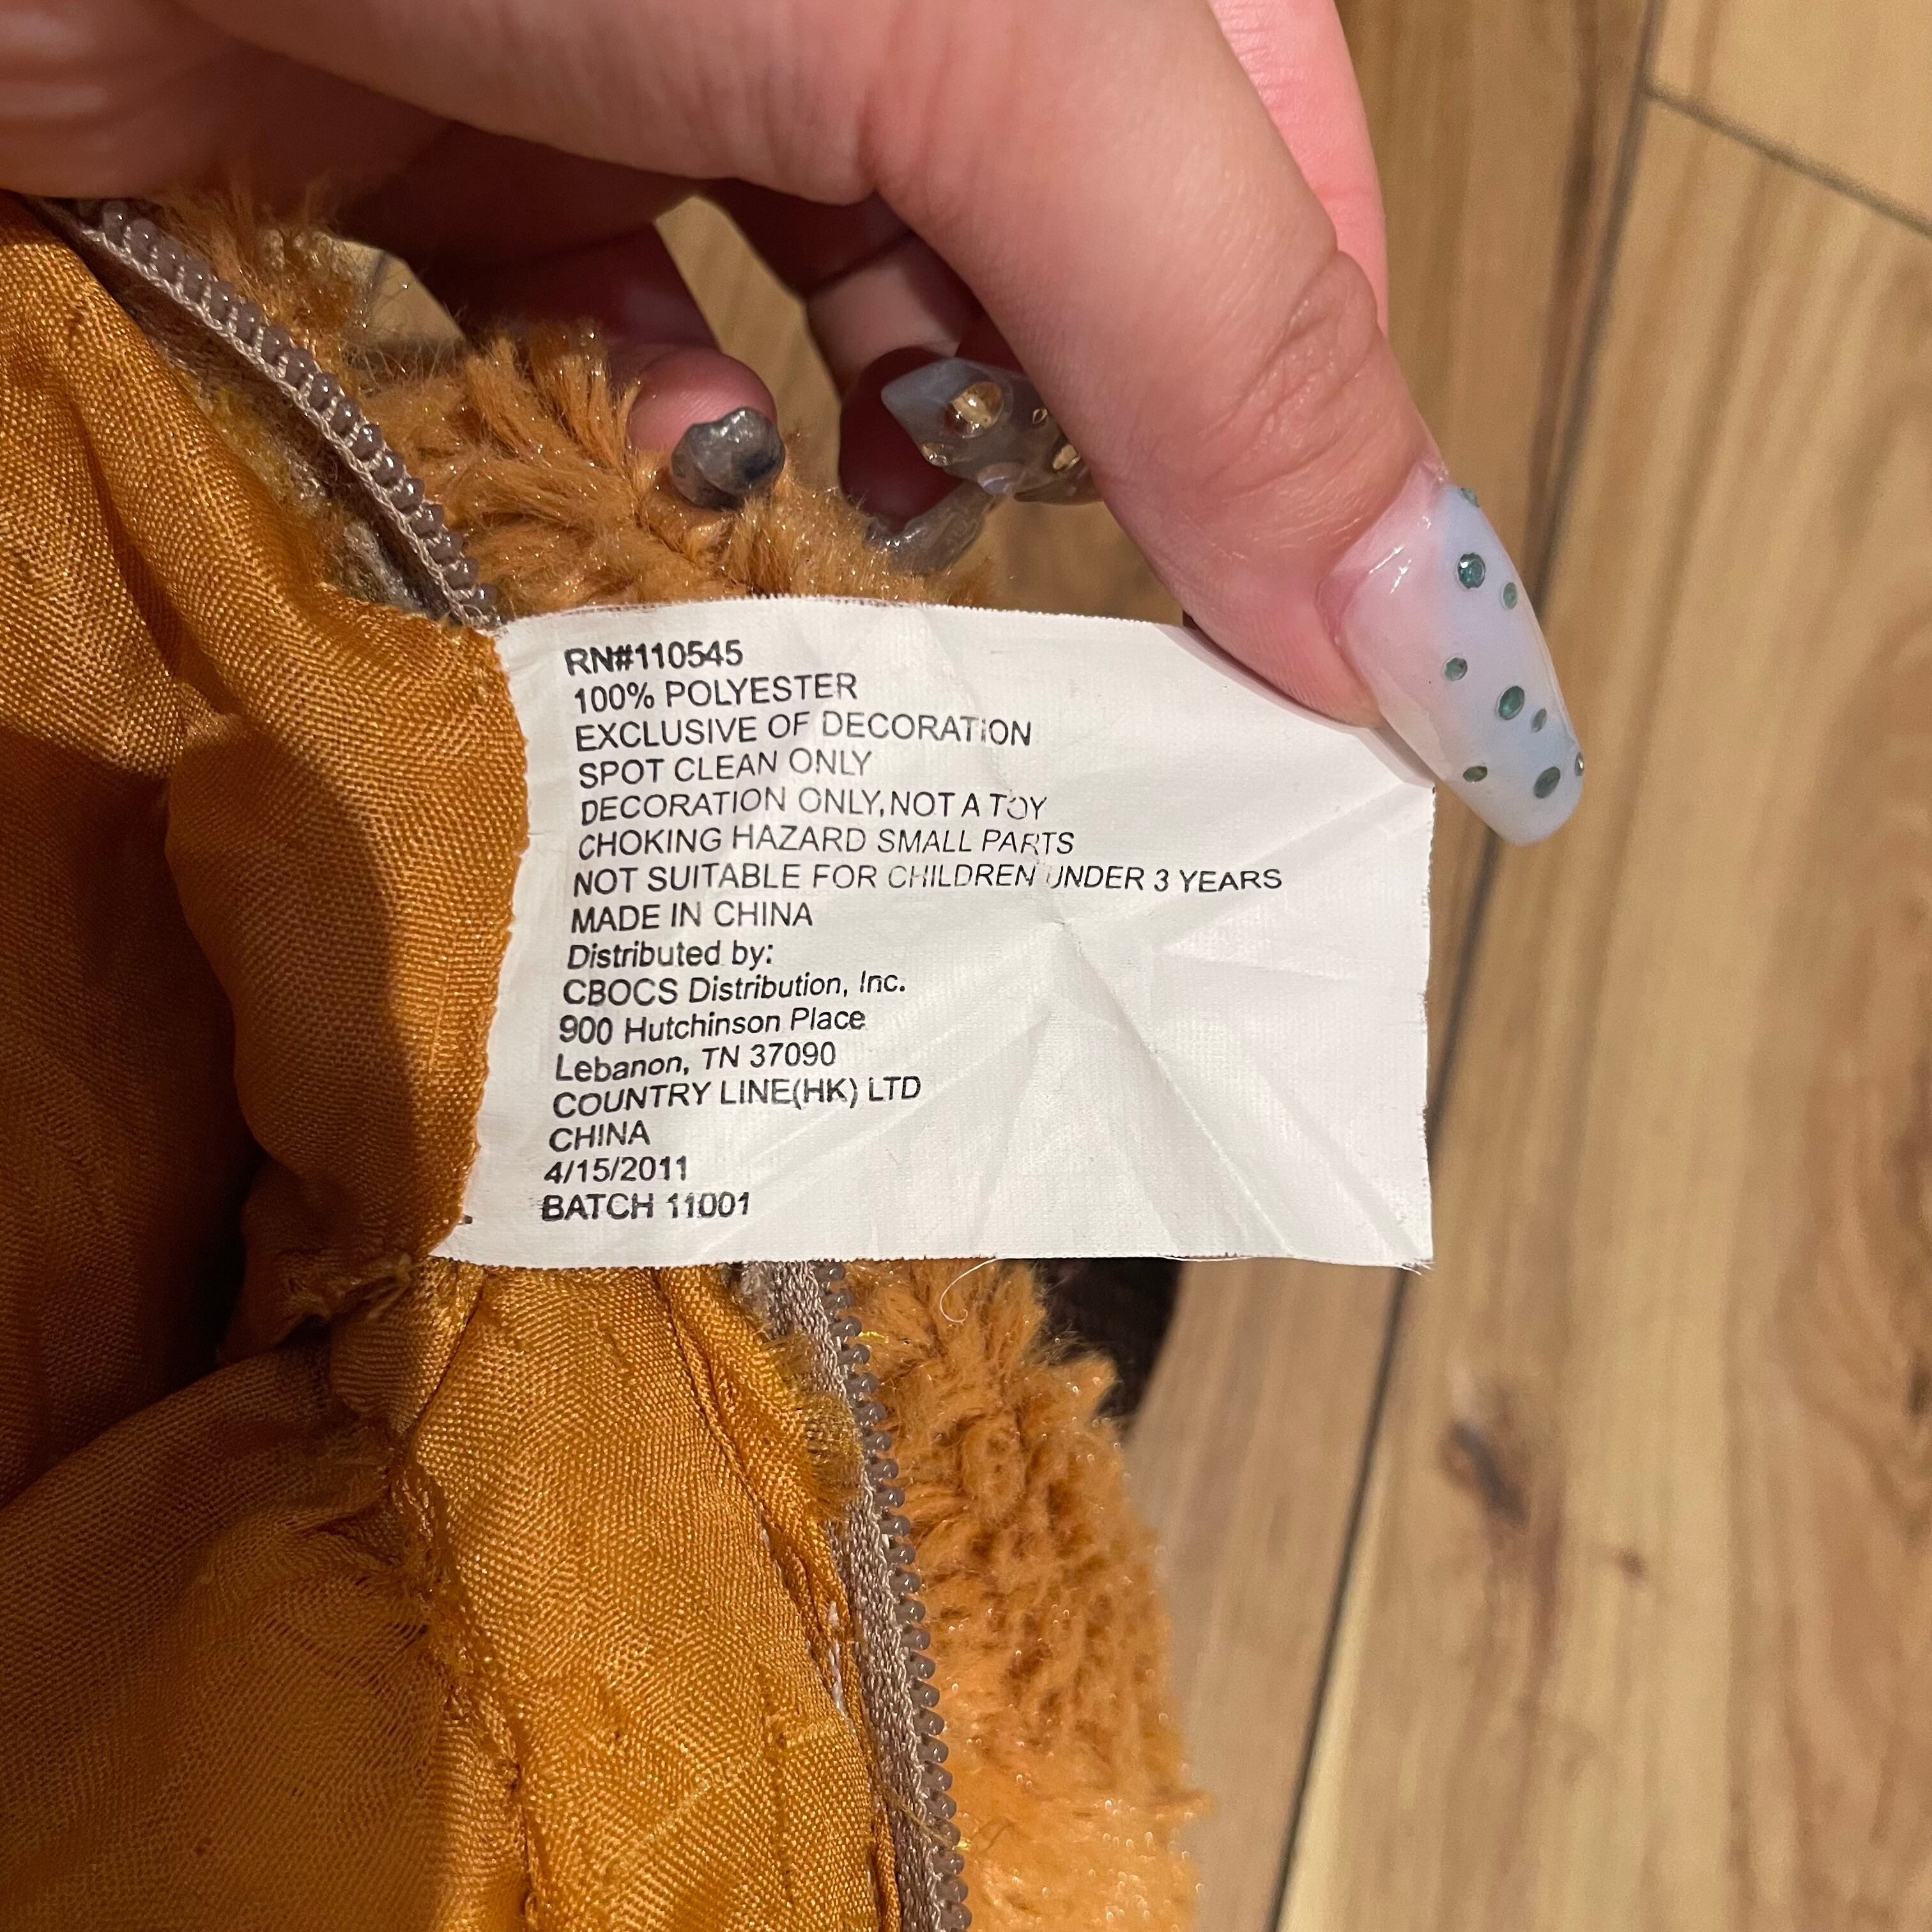 RN#110545
100% POLYESTER
EXCLUSIVE OF DECORATION
SPOT CLEAN ONLY
DECORATION ONLY,NOT A TOY
CHOKING HAZARD SMALL PARTS
NOT SUITABLE FOR CHILDREN UNDER 3 YEARS
MADE IN CHINA
Distributed by:
CBOCS Distribution, Inc.
900 Hutchinson Place
Lebanon, TN 37090
COUNTRY LINE(HK) LTD
CHINA
4/15/2011
BATCH 11001